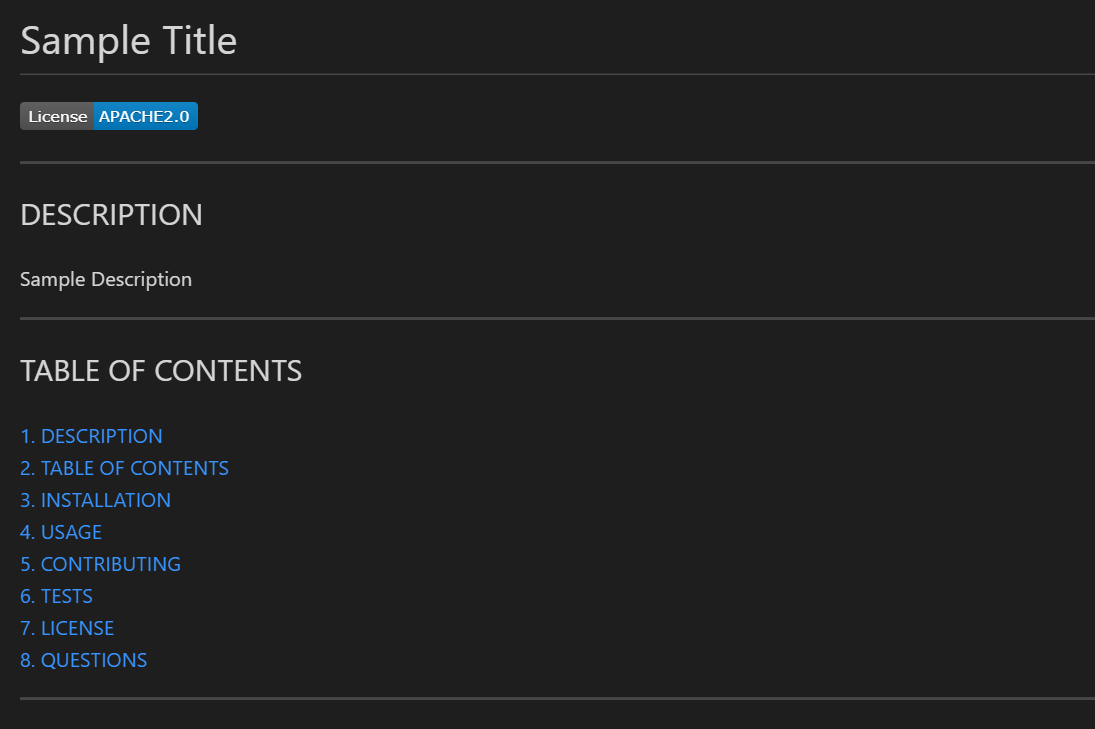 Sample Title
License APACHE2.0
DESCRIPTION
Sample Description
TABLE OF CONTENTS
1. DESCRIPTION
2. TABLE OF CONTENTS
3. INSTALLATION
4. USAGE
5. CONTRIBUTING
6. TESTS
7. LICENSE
8. QUESTIONS